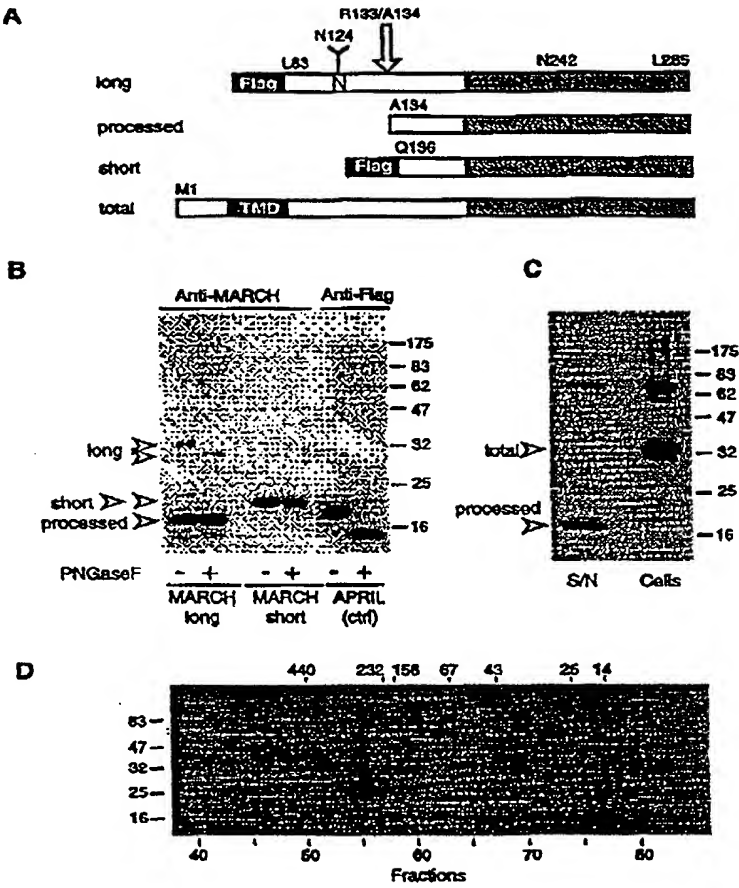 A
R133/A134
N124
L83
N242
L285
long
Flag
N
A134
processed
Q136
short
Flag
M1
total
TMD
B
Anti-MARCH
Anti-Flag
175
83
62
47
32
25
16
long
short
processed
PNGaseF
- + - + - +
MARCH long
MARCH short
APRIL (ctrl)
C
175
83
62
47
32
25
16
total
processed
S/N
Cells
D
440 232 158 67 43 25 14
83
47
32
25
16
40 50 60 70 80
Fractions